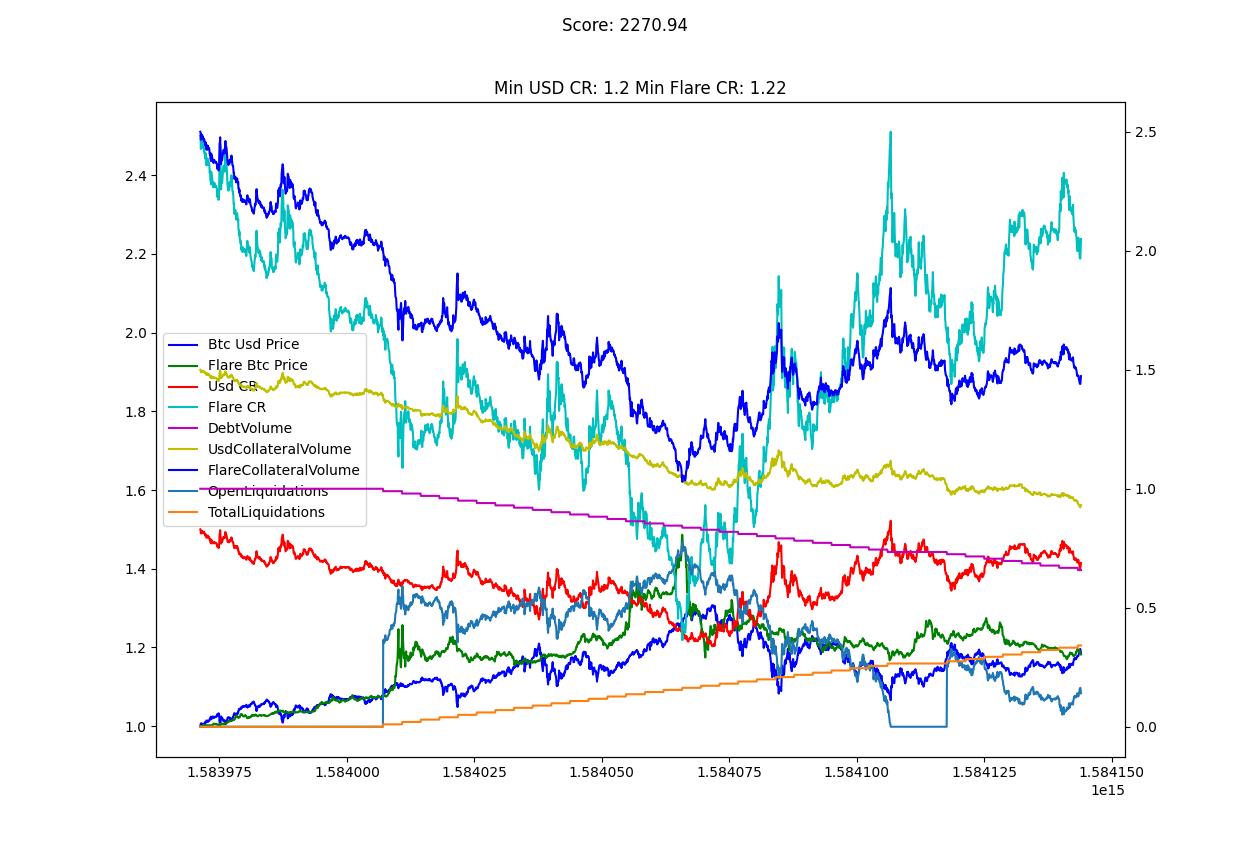 Score: 2270.94
Min USD CR: 1.2 Min Flare CR: 1.22
2.4
2.2
2.0
1.8
1.6
1.4
1.2
1.0
2.5
2.0
1.5
1.0
0.5
0.0
Btc Usd Price
Flare Btc Price
Usd CR
Flare CR
DebtVolume
UsdCollateralVolume
FlareCollateralVolume
OpenLiquidations
TotalLiquidations
1.583975 1.584000 1.584025 1.584050 1.584075 1.584100 1.584125 1.584150
1e15